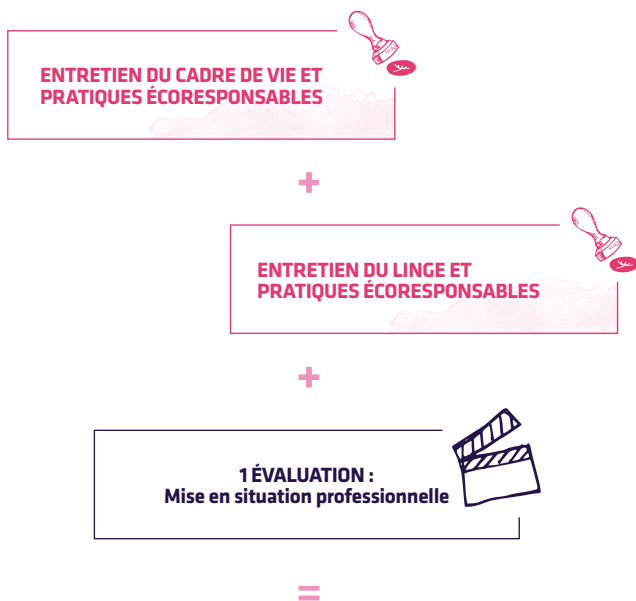 ENTRETIEN DU CADRE DE VIE ET
PRATIQUES ÉCORESPONSABLES
+
ENTRETIEN DU LINGE ET
PRATIQUES ÉCORESPONSABLES
+
1 ÉVALUATION :
Mise en situation professionnelle
=